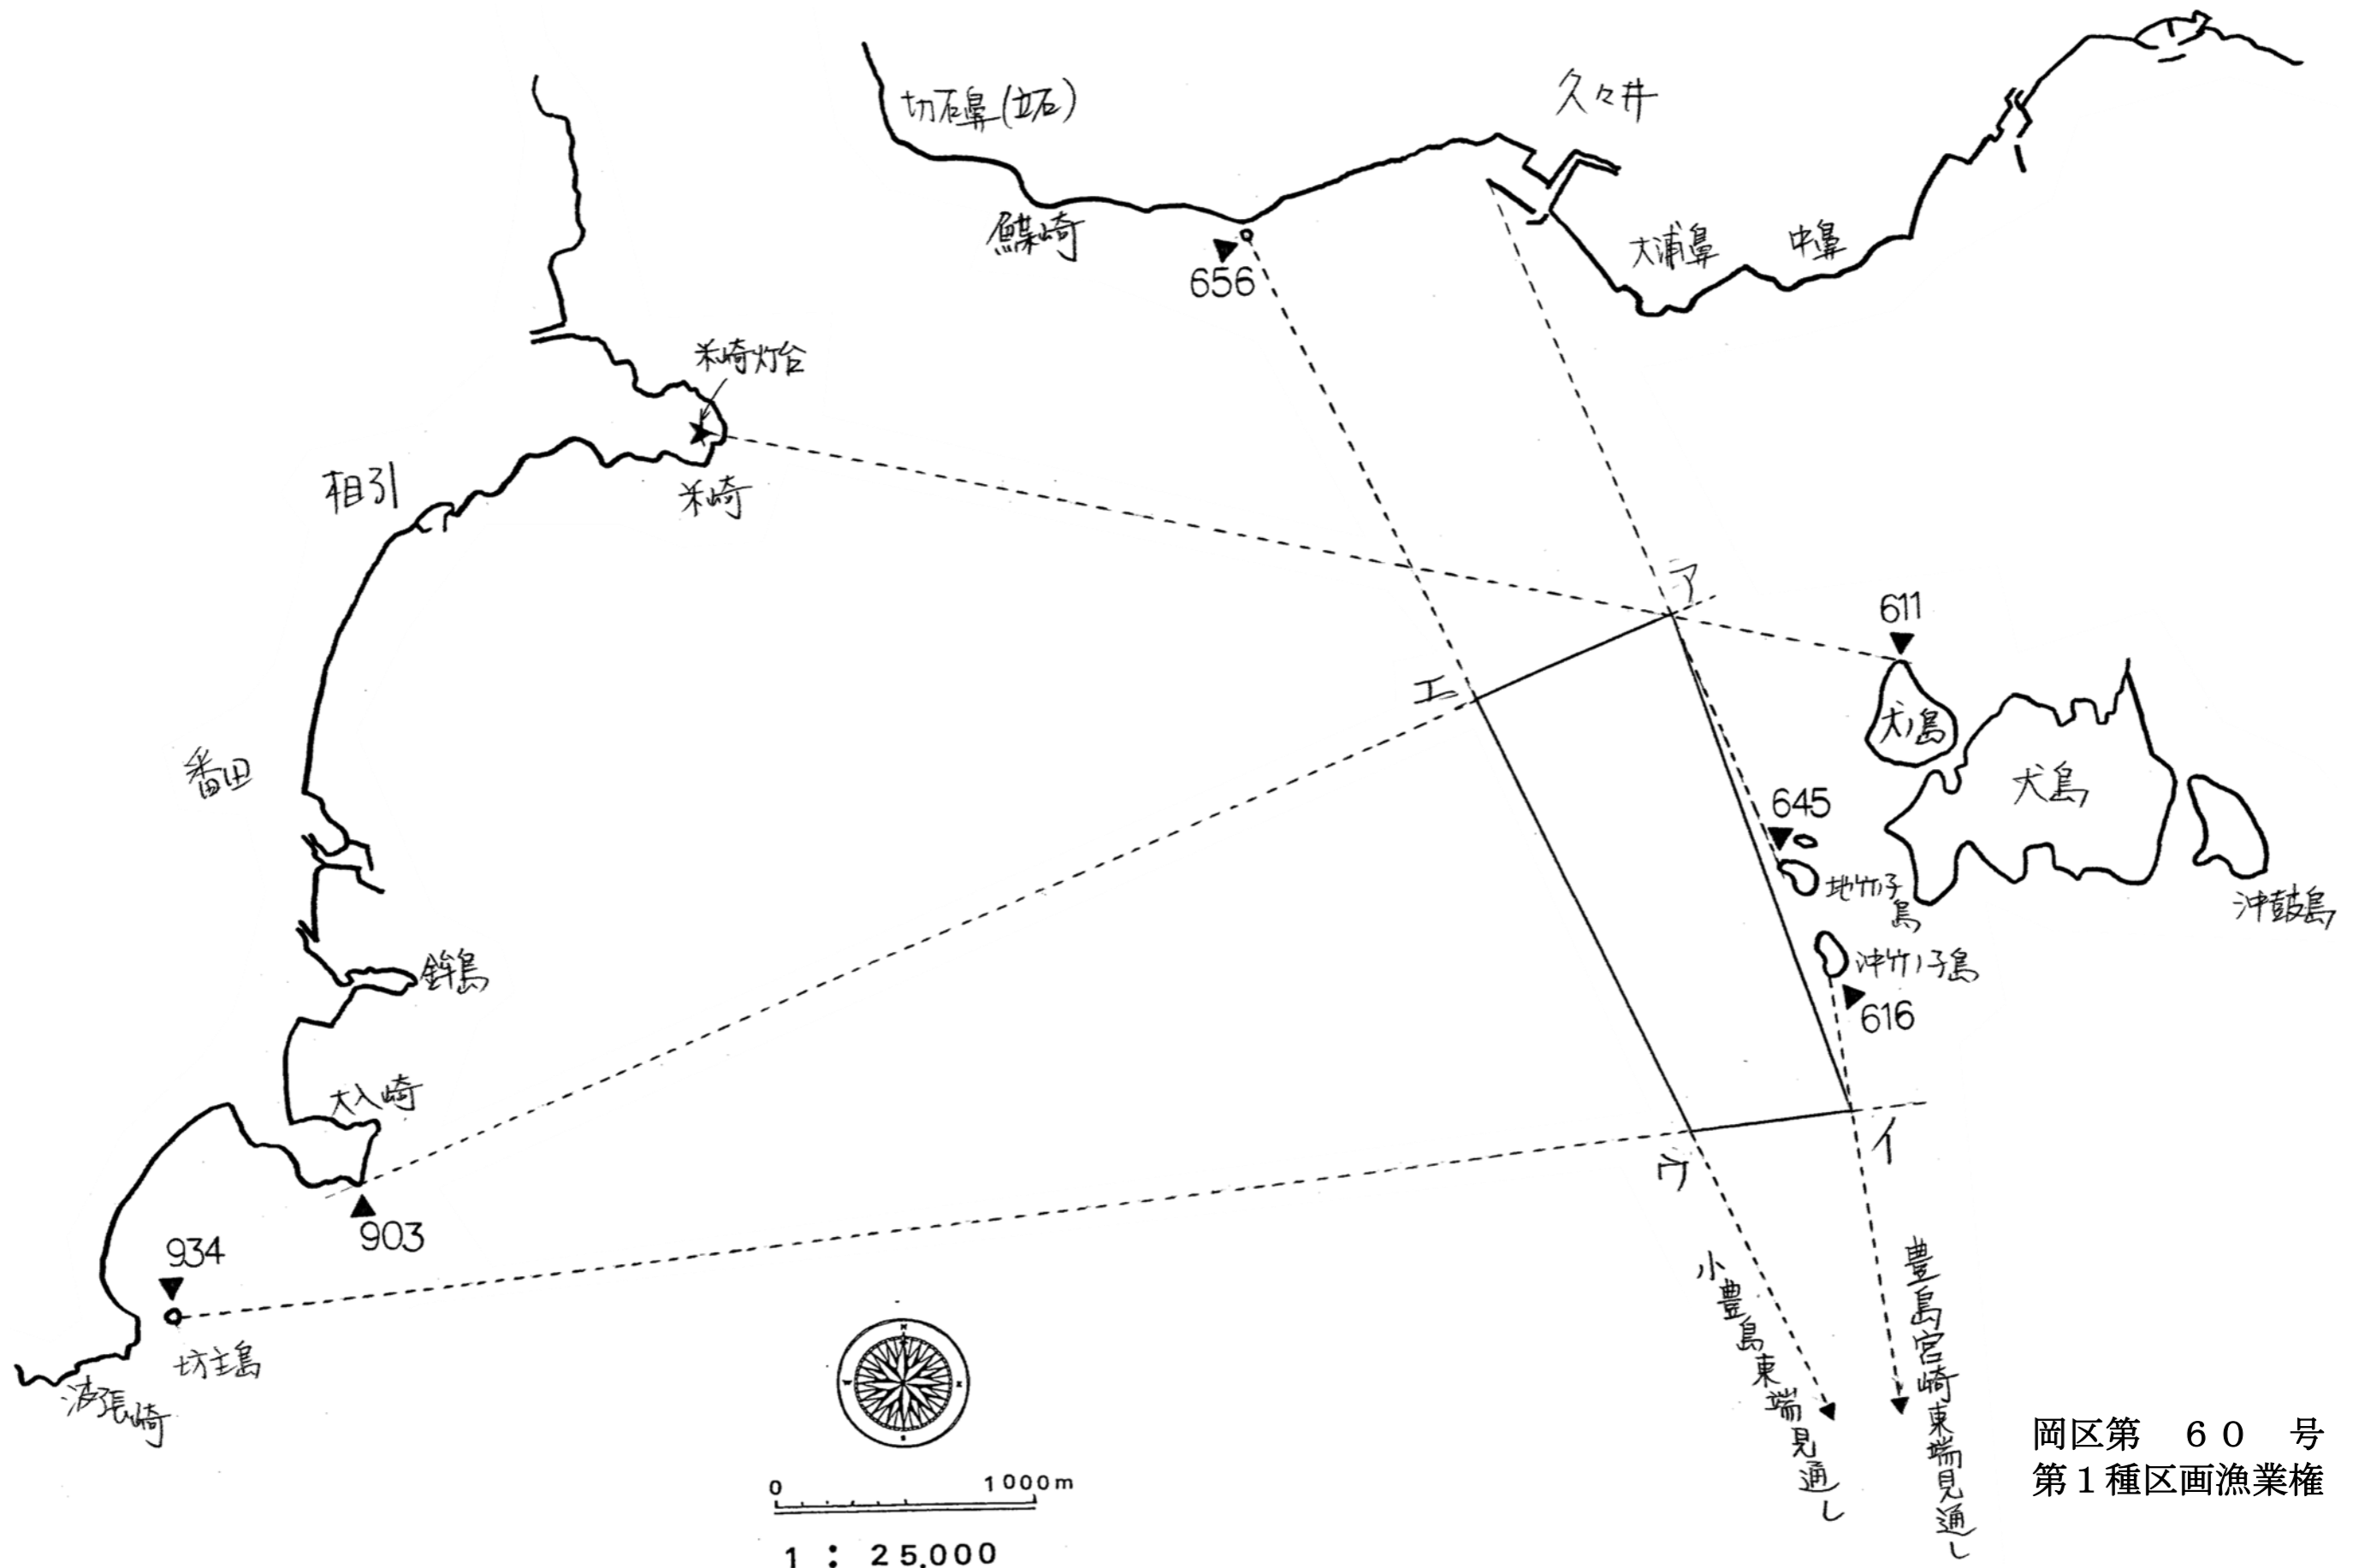 切石鼻(立石)
久々井
鰈崎
656
大浦鼻
中鼻
米崎灯台
米崎
相引
ア
611
エ
犬ノ島
犬島
番田
645
地竹ノ子
島
沖鼓島
沖竹ノ子島
616
鉾島
大入崎
イ
ウ
903
934
坊主島
波張崎
小豊島東端見通し
豊島宮崎東端見通し
0 1000m
1 : 25,000
岡区第 60 号
第1種区画漁業権